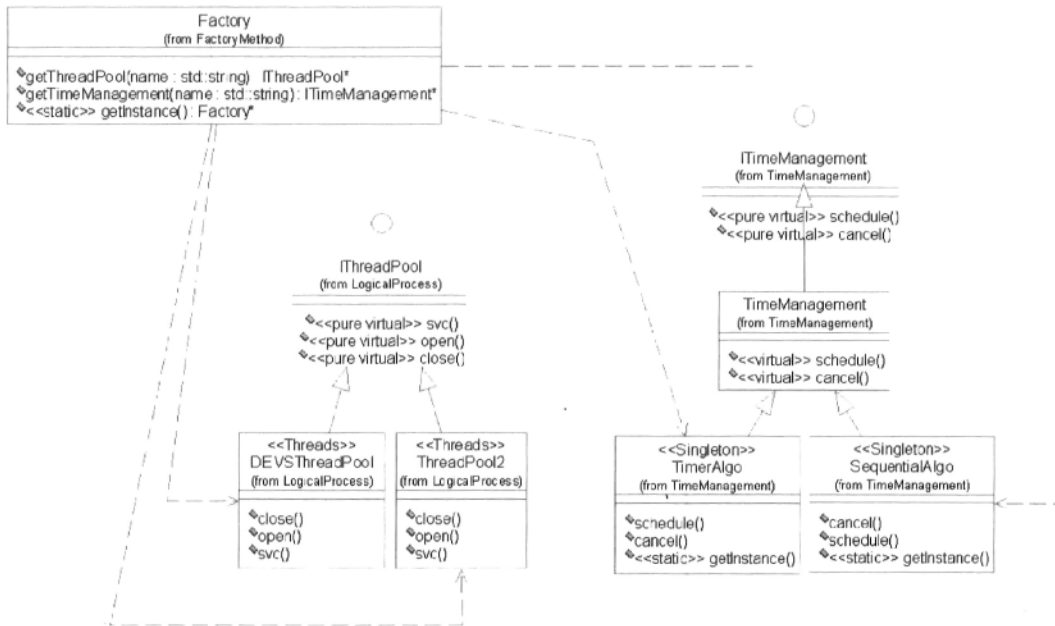 Factory
(from FactoryMethod)
getThreadPool(name : std::string) IThreadPool*
getTimeManagement(name : std::string) : ITimeManagement*
<<static>> getInstance() : Factory*
ITimeManagement
(from TimeManagement)
<<pure virtual>> schedule()
<<pure virtual>> cancel()
IThreadPool
(from LogicalProcess)
<<pure virtual>> svc()
<<pure virtual>> open()
<<pure virtual>> close()
TimeManagement
(from TimeManagement)
<<virtual>> schedule()
<<virtual>> cancel()
<<Threads>>
DEVSThreadPool
(from LogicalProcess)
close()
open()
svc()
<<Threads>>
ThreadPool2
(from LogicalProcess)
close()
open()
svc()
<<Singleton>>
TimerAlgo
(from TimeManagement)
schedule()
cancel()
<<static>> getInstance()
<<Singleton>>
SequentialAlgo
(from TimeManagement)
cancel()
schedule()
<<static>> getInstance()